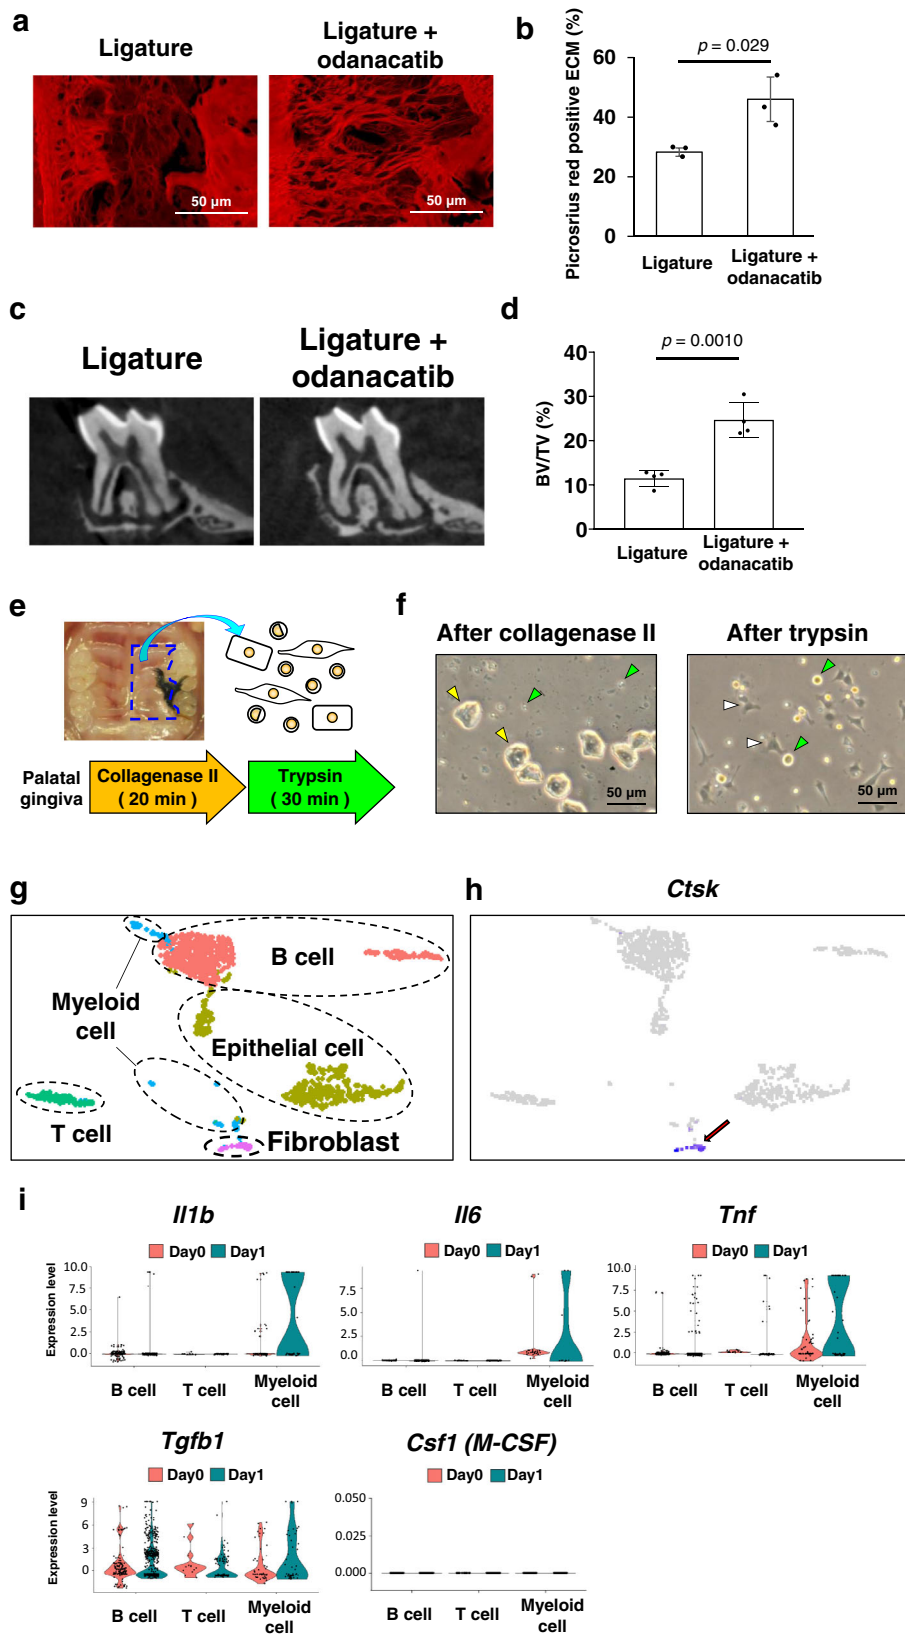 a
Ligature
Ligature +
odanacatib
50 µm
50 µm
b
Picrosrius red positive ECM (%)
p = 0.029
60
40
20
0
Ligature
Ligature +
odanacatib
c
Ligature
Ligature +
odanacatib
d
BV/TV (%)
p = 0.0010
40
30
20
10
0
Ligature
Ligature +
odanacatib
e
Palatal
gingiva
Collagenase II
( 20 min )
Trypsin
( 30 min )
f
After collagenase II
After trypsin
50 µm
50 µm
g
B cell
Myeloid
cell
Epithelial cell
T cell
Fibroblast
h
Ctsk
i
Il1b
Day0 Day1
Expression level
10.0
7.5
5.0
2.5
0.0
B cell T cell Myeloid
cell
Il6
Day0 Day1
7.5
5.0
2.5
0.0
B cell T cell Myeloid
cell
Tnf
Day0 Day1
10.0
7.5
5.0
2.5
0.0
B cell T cell Myeloid
cell
Tgfb1
Day0 Day1
Expression level
9
6
3
0
B cell T cell Myeloid
cell
Csf1 (M-CSF)
Day0 Day1
0.050
0.025
0.000
B cell T cell Myeloid
cell